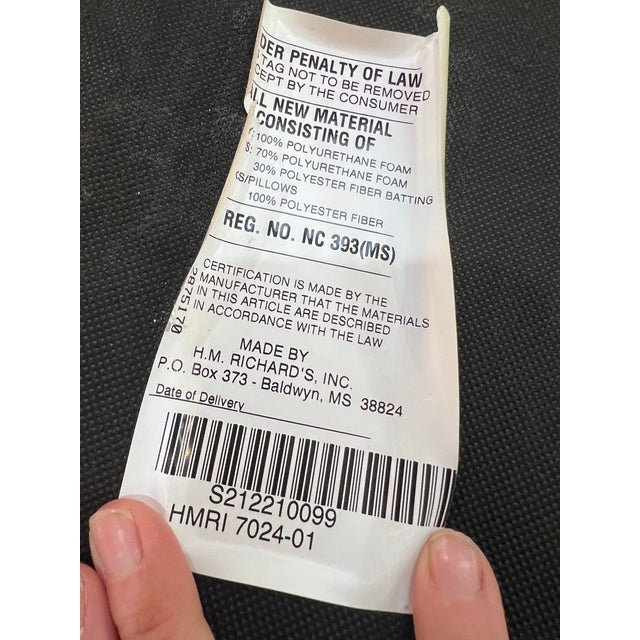 DER PENALTY OF LAW
TAG NOT TO BE REMOVED
CEPT BY THE CONSUMER
ALL NEW MATERIAL
CONSISTING OF
: 100% POLYURETHANE FOAM
S: 70% POLYURETHANE FOAM
30% POLYESTER FIBER BATTING
KS/PILLOWS
100% POLYESTER FIBER
REG. NO. NC 393(MS)
CERTIFICATION IS MADE BY THE
MANUFACTURER THAT THE MATERIALS
IN THIS ARTICLE ARE DESCRIBED
IN ACCORDANCE WITH THE LAW
3875170
MADE BY
H.M. RICHARD'S, INC.
P.O. Box 373 - Baldwyn, MS 38824
Date of Delivery
S212210099
HMRI 7024-01